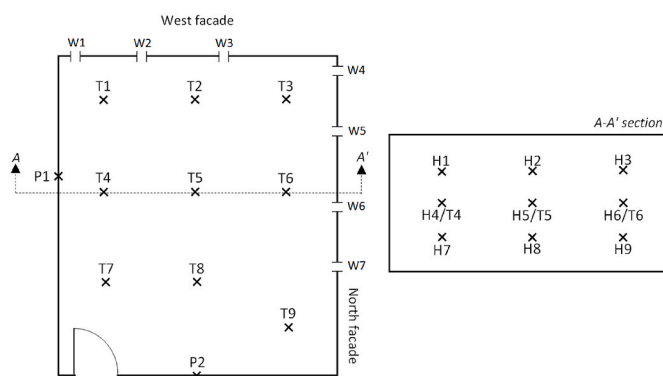 West facade
W1 W2 W3
W4
T1 T2 T3
W5
A A'
P1
T4 T5 T6
W6
T7 T8
W7
T9
North facade
P2
A-A' section
H1 H2 H3
H4/T4 H5/T5 H6/T6
H7 H8 H9